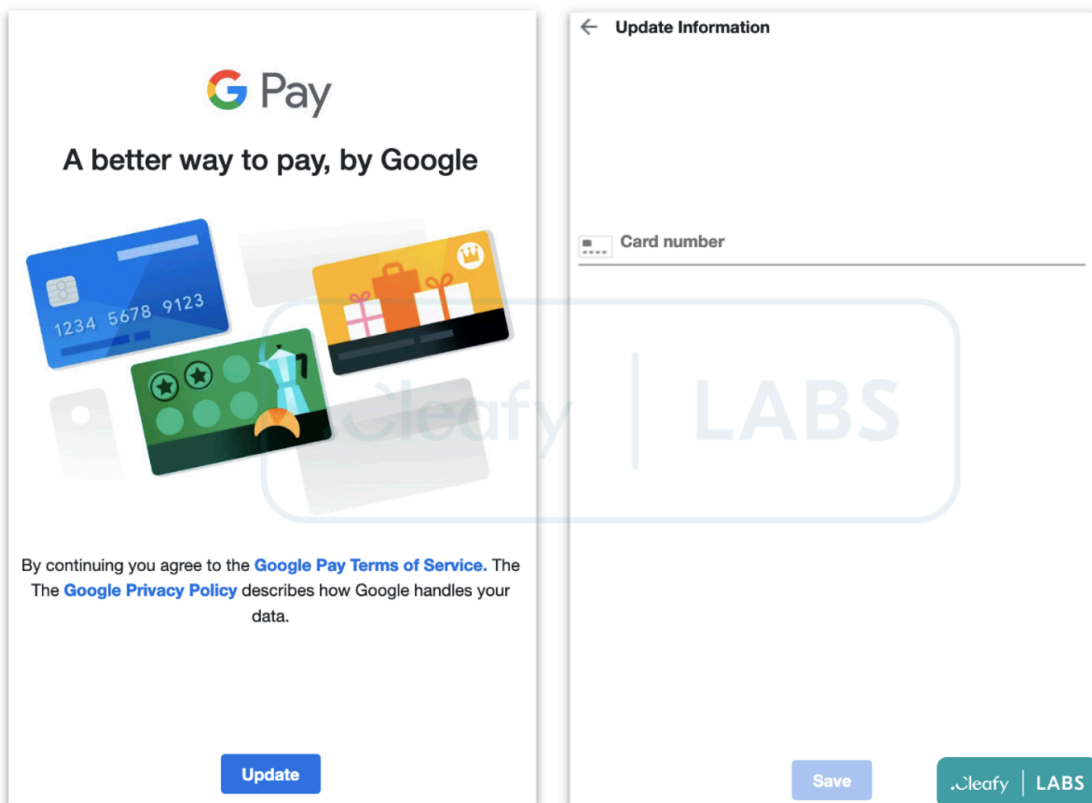 G Pay
A better way to pay, by Google
1234 5678 9123
By continuing you agree to the Google Pay Terms of Service. The
The Google Privacy Policy describes how Google handles your
data.
Update
Update Information
Card number
Save
Cleafy | LABS
.Cleafy | LABS